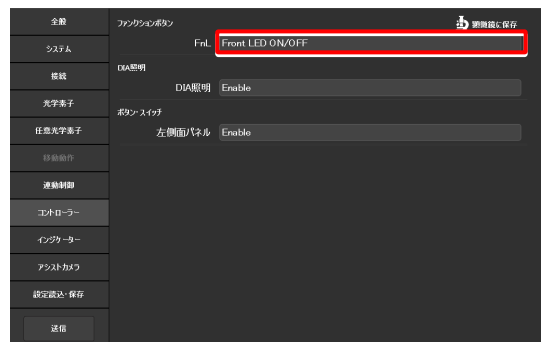 全般
システム
接続
光学素子
任意光学素子
移動動作
連動制御
コントローラー
インジケーター
アシストカメラ
設定読込・保存
送信
ファンクションボタン
顕微鏡に保存
FnL Front LED ON/OFF
DIA照明
DIA照明 Enable
ボタン・スイッチ
左側面パネル Enable